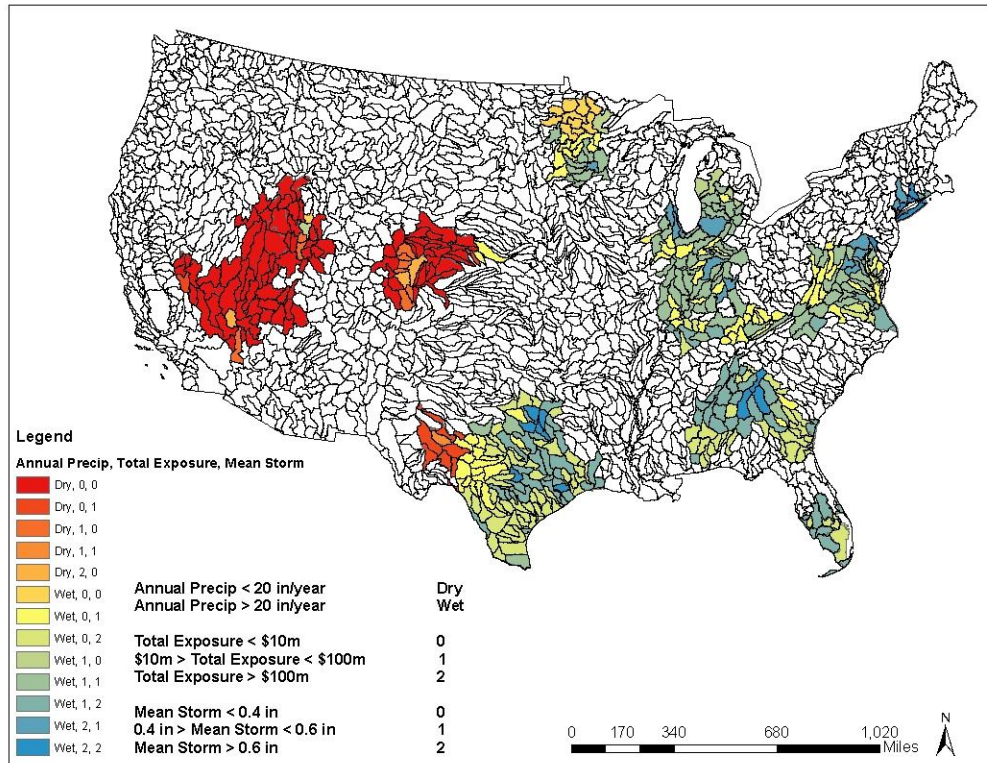 Legend
Annual Precip, Total Exposure, Mean Storm
Dry, 0, 0
Dry, 0, 1
Dry, 1, 0
Dry, 1, 1
Dry, 2, 0
Wet, 0, 0
Wet, 0, 1
Wet, 0, 2
Wet, 1, 0
Wet, 1, 1
Wet, 1, 2
Wet, 2, 1
Wet, 2, 2
Annual Precip < 20 in/year Dry
Annual Precip > 20 in/year Wet
Total Exposure < $10m 0
$10m > Total Exposure < $100m 1
Total Exposure > $100m 2
Mean Storm < 0.4 in 0
0.4 in > Mean Storm < 0.6 in 1
Mean Storm > 0.6 in 2
N
0 170 340 680 1,020
Miles